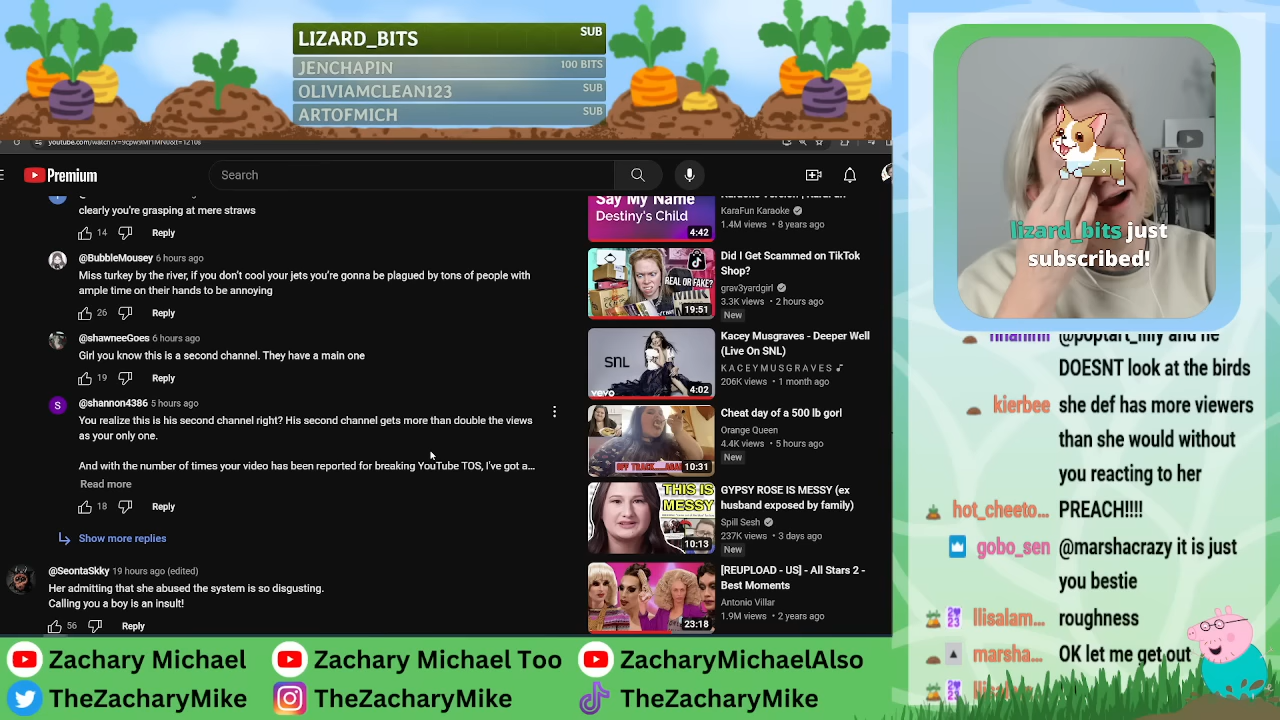 LIZARD_BITS SUB
JENCHAPIN 100 BITS
OLIVIAMCLEAN123 SUB
ARTOFMICH SUB
Premium
Search
clearly you're grasping at mere straws
14 Reply
@BubbleMousey 6 hours ago
Miss turkey by the river, if you don't cool your jets you're gonna be plagued by tons of people with
ample time on their hands to be annoying
26 Reply
@shawneeGoes 6 hours ago
Girl you know this is a second channel. They have a main one
19 Reply
S
@shannon4386 5 hours ago
You realize this is his second channel right? His second channel gets more than double the views
as your only one.
And with the number of times your video has been reported for breaking YouTube TOS, I've got a...
Read more
18 Reply
Show more replies
@SeontaSkky 19 hours ago (edited)
Her admitting that she abused the system is so disgusting.
Calling you a boy is an insult!
56 Reply
Say My Name
Destiny's Child
4:42
KaraFun Karaoke
1.4M views • 8 years ago
REAL OR FAKE?
19:51
Did I Get Scammed on TikTok
Shop?
grav3yardgirl
3.3K views • 2 hours ago
New
SNL
vevo
4:02
Kacey Musgraves - Deeper Well
(Live On SNL)
K A C E Y M U S G R A V E S
206K views • 1 month ago
10:31
Cheat day of a 500 lb gorl
Orange Queen
4.4K views • 5 hours ago
New
THIS IS
MESSY
10:13
GYPSY ROSE IS MESSY (ex
husband exposed by family)
Spill Sesh
237K views • 3 days ago
New
23:18
[REUPLOAD - US] - All Stars 2 -
Best Moments
Antonio Villar
1.9M views • 2 years ago
lizard_bits just
subscribed!
@poptart_lilly and he
DOESNT look at the birds
kierbee she def has more viewers
than she would without
you reacting to her
hot_cheeto... PREACH!!!!
gobo_sen @marshacrazy it is just
you bestie
llisalam... roughness
marsha... OK let me get out
Zachary Michael
Zachary Michael Too
ZacharyMichaelAlso
TheZacharyMike
TheZacharyMike
TheZacharyMike